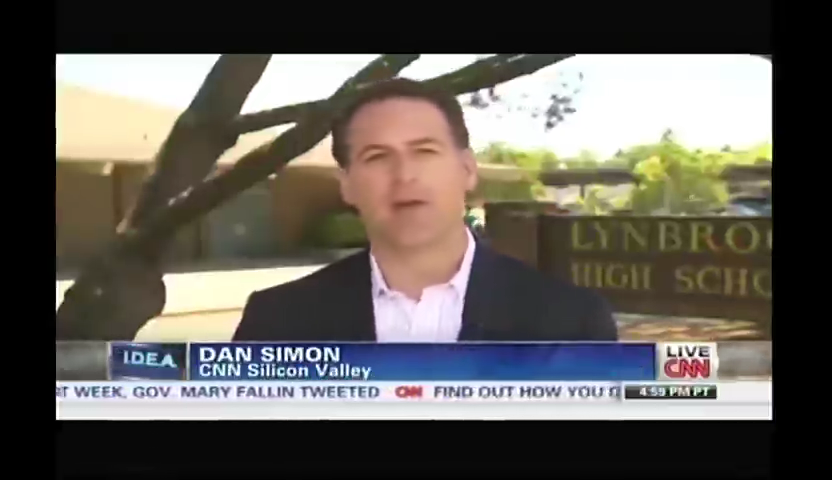 LYNBROO
HIGH SCHO
IDEA
DAN SIMON
CNN Silicon Valley
LIVE
CNN
T WEEK, GOV. MARY FALLIN TWEETED CNN FIND OUT HOW YOU
4:59 PM PT